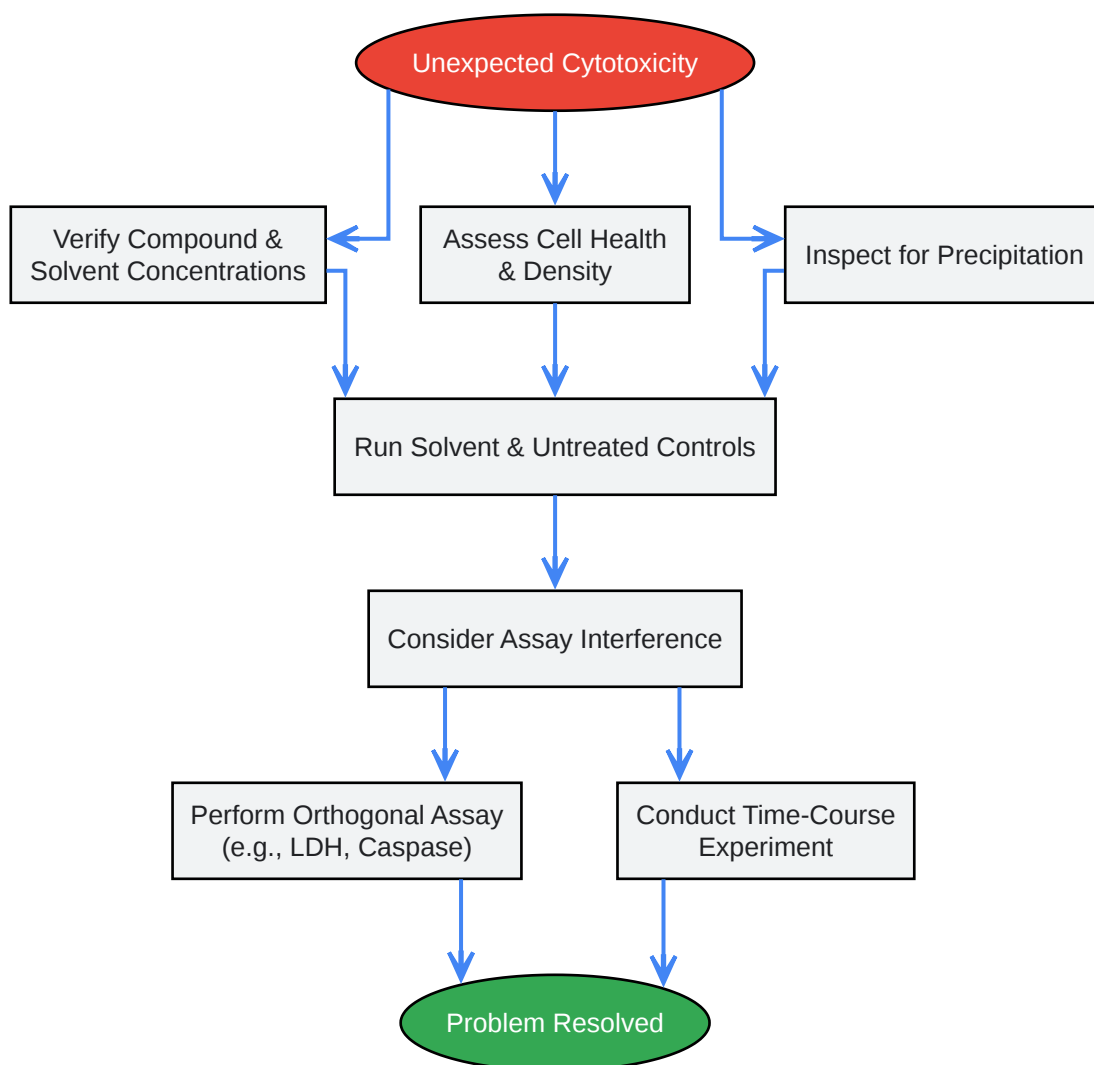 Unexpected Cytotoxicity
Verify Compound &
Solvent Concentrations
Assess Cell Health
& Density
Inspect for Precipitation
Run Solvent & Untreated Controls
Consider Assay Interference
Perform Orthogonal Assay
(e.g., LDH, Caspase)
Conduct Time-Course
Experiment
Problem Resolved